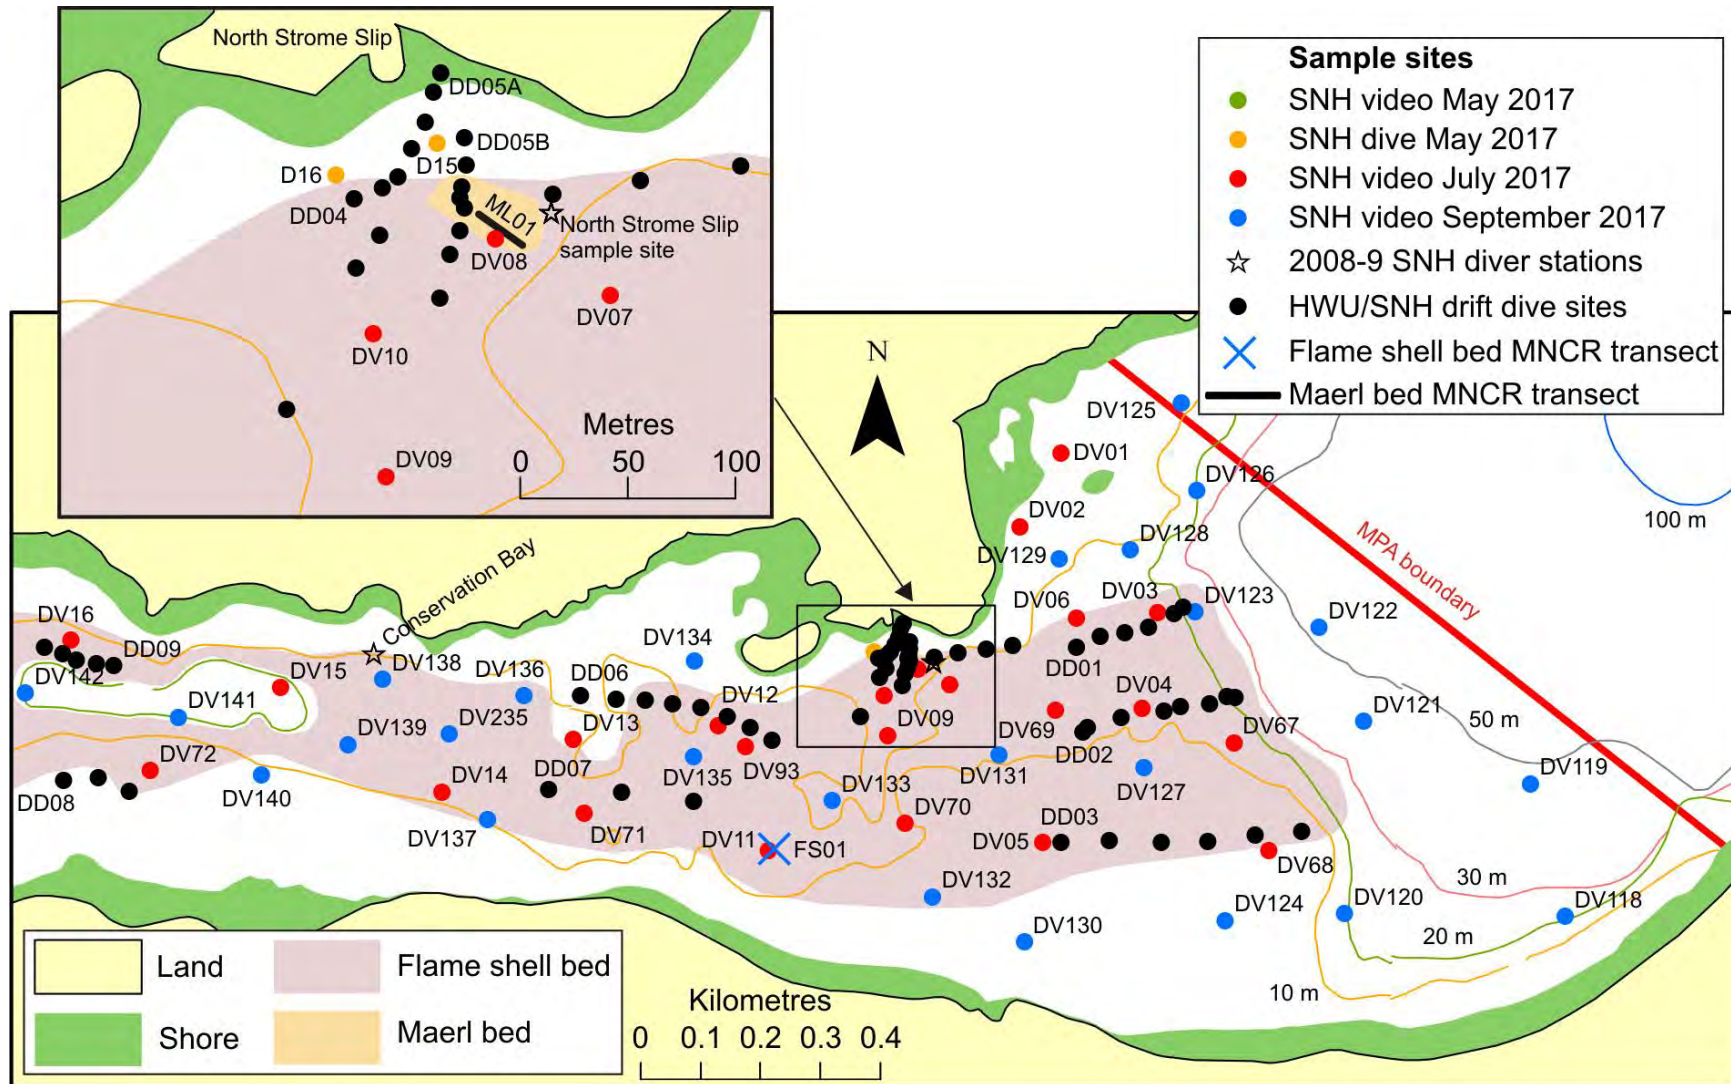 North Strome Slip
DD05A
DD05B
D15
D16
DD04
ML01
North Strome Slip
sample site
DV08
DV07
DV10
DV09
Metres
0 50 100
Sample sites
SNH video May 2017
SNH dive May 2017
SNH video July 2017
SNH video September 2017
2008-9 SNH diver stations
HWU/SNH drift dive sites
Flame shell bed MNCR transect
Maerl bed MNCR transect
N
DV125
DV01
DV126
100 m
DV02
DV128
DV129
MPA boundary
Conservation Bay
DV16
DD09
DV142
DV141
DV15
DV138
DV136
DD06
DV134
DV12
DV06
DV03
DV123
DV122
DD01
DV04
DV121
50 m
DV139
DV235
DV13
DV09
DV69
DV67
DD02
DV72
DD08
DV140
DV14
DD07
DV135
DV93
DV133
DV131
DV127
DV119
DV137
DV71
DV11
FS01
DV70
DD03
DV05
DV68
30 m
DV132
DV130
DV124
DV120
DV118
20 m
10 m
Land
Flame shell bed
Shore
Maerl bed
Kilometres
0 0.1 0.2 0.3 0.4